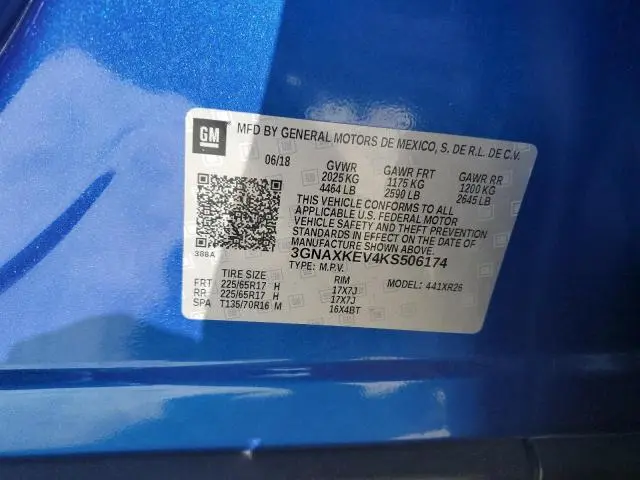 GM MFD BY GENERAL MOTORS DE MEXICO, S. DE R.L. DE C.V.
06/18 GVWR GAWR FRT GAWR RR
2025 KG 1175 KG 1200 KG
4464 LB 2590 LB 2645 LB
THIS VEHICLE CONFORMS TO ALL
APPLICABLE U.S. FEDERAL MOTOR
VEHICLE SAFETY AND THEFT PREVENTION
STANDARDS IN EFFECT ON THE DATE OF
MANUFACTURE SHOWN ABOVE.
3GNAXKEV4KS506174
388A TYPE: M.P.V. 441XR26
TIRE SIZE RIM
FRT 225/65R17 H 17X7J
RR 225/65R17 H 17X7J
SPA T135/70R16 M 16X4BT